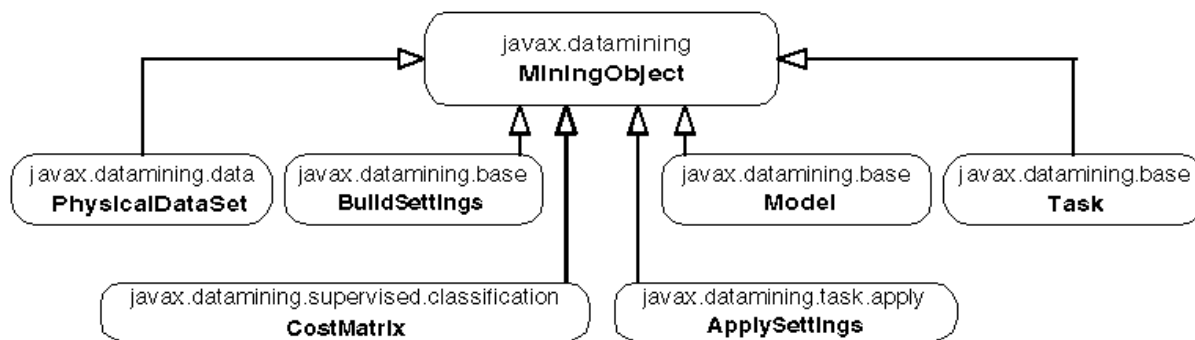 javax.datamining
MiningObject
javax.datamining.data
PhysicalDataSet
javax.datamining.base
BuildSettings
javax.datamining.base
Model
javax.datamining.base
Task
javax.datamining.supervised.classification
CostMatrix
javax.datamining.task.apply
ApplySettings